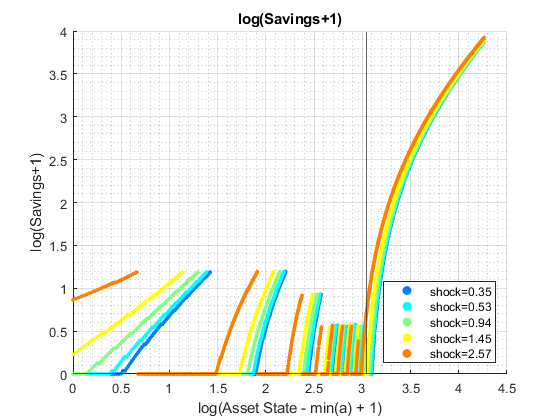 log(Savings+1)
4
3.5
3
2.5
2
1.5
1
0.5
0
log(Savings+1)
shock=0.35
shock=0.53
shock=0.94
shock=1.45
shock=2.57
0 0.5 1 1.5 2 2.5 3 3.5 4 4.5
log(Asset State - min(a) + 1)